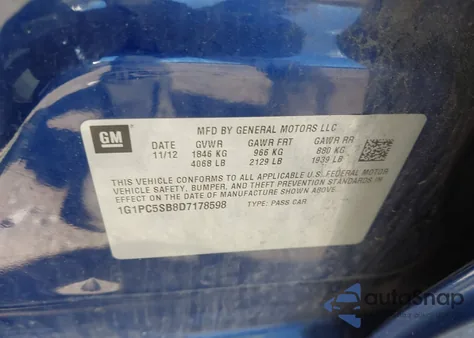 GM
MFD BY GENERAL MOTORS LLC
DATE GVWR GAWR FRT GAWR RR
11/12 1846 KG 966 KG 880 KG
4068 LB 2129 LB 1939 LB
THIS VEHICLE CONFORMS TO ALL APPLICABLE U.S. FEDERAL MOTOR
VEHICLE SAFETY, BUMPER, AND THEFT PREVENTION STANDARDS
IN EFFECT ON THE DATE OF MANUFACTURE SHOWN ABOVE.
1G1PC5SB8D7178598 TYPE: PASS CAR
autoSnap